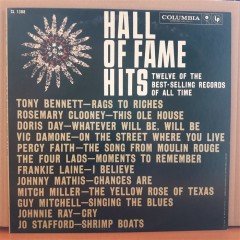 CL 1308
COLUMBIA
HALL
OF FAME
HITS
TWELVE OF THE
BEST-SELLING RECORDS
OF ALL TIME
TONY BENNETT—RAGS TO RICHES
ROSEMARY CLOONEY—THIS OLE HOUSE
DORIS DAY—WHATEVER WILL BE, WILL BE
VIC DAMONE—ON THE STREET WHERE YOU LIVE
PERCY FAITH—THE SONG FROM MOULIN ROUGE
THE FOUR LADS—MOMENTS TO REMEMBER
FRANKIE LAINE—I BELIEVE
JOHNNY MATHIS—CHANCES ARE
MITCH MILLER—THE YELLOW ROSE OF TEXAS
GUY MITCHELL—SINGING THE BLUES
JOHNNIE RAY—CRY
JO STAFFORD—SHRIMP BOATS